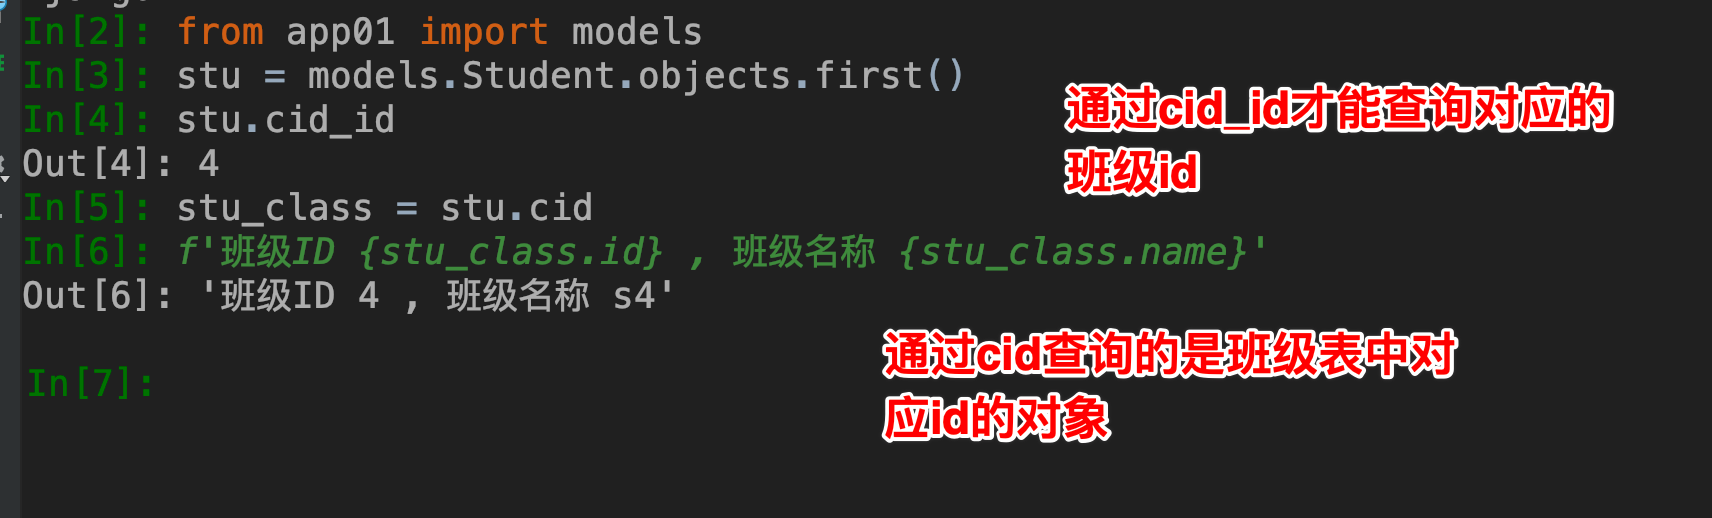 In[2]: from app01 import models
In[3]: stu = models.Student.objects.first()
In[4]: stu.cid_id
Out[4]: 4
In[5]: stu_class = stu.cid
In[6]: f'班级ID {stu_class.id} , 班级名称 {stu_class.name}'
Out[6]: '班级ID 4 , 班级名称 s4'
In[7]:
通过cid_id才能查询对应的
班级id
通过cid查询的是班级表中对
应id的对象